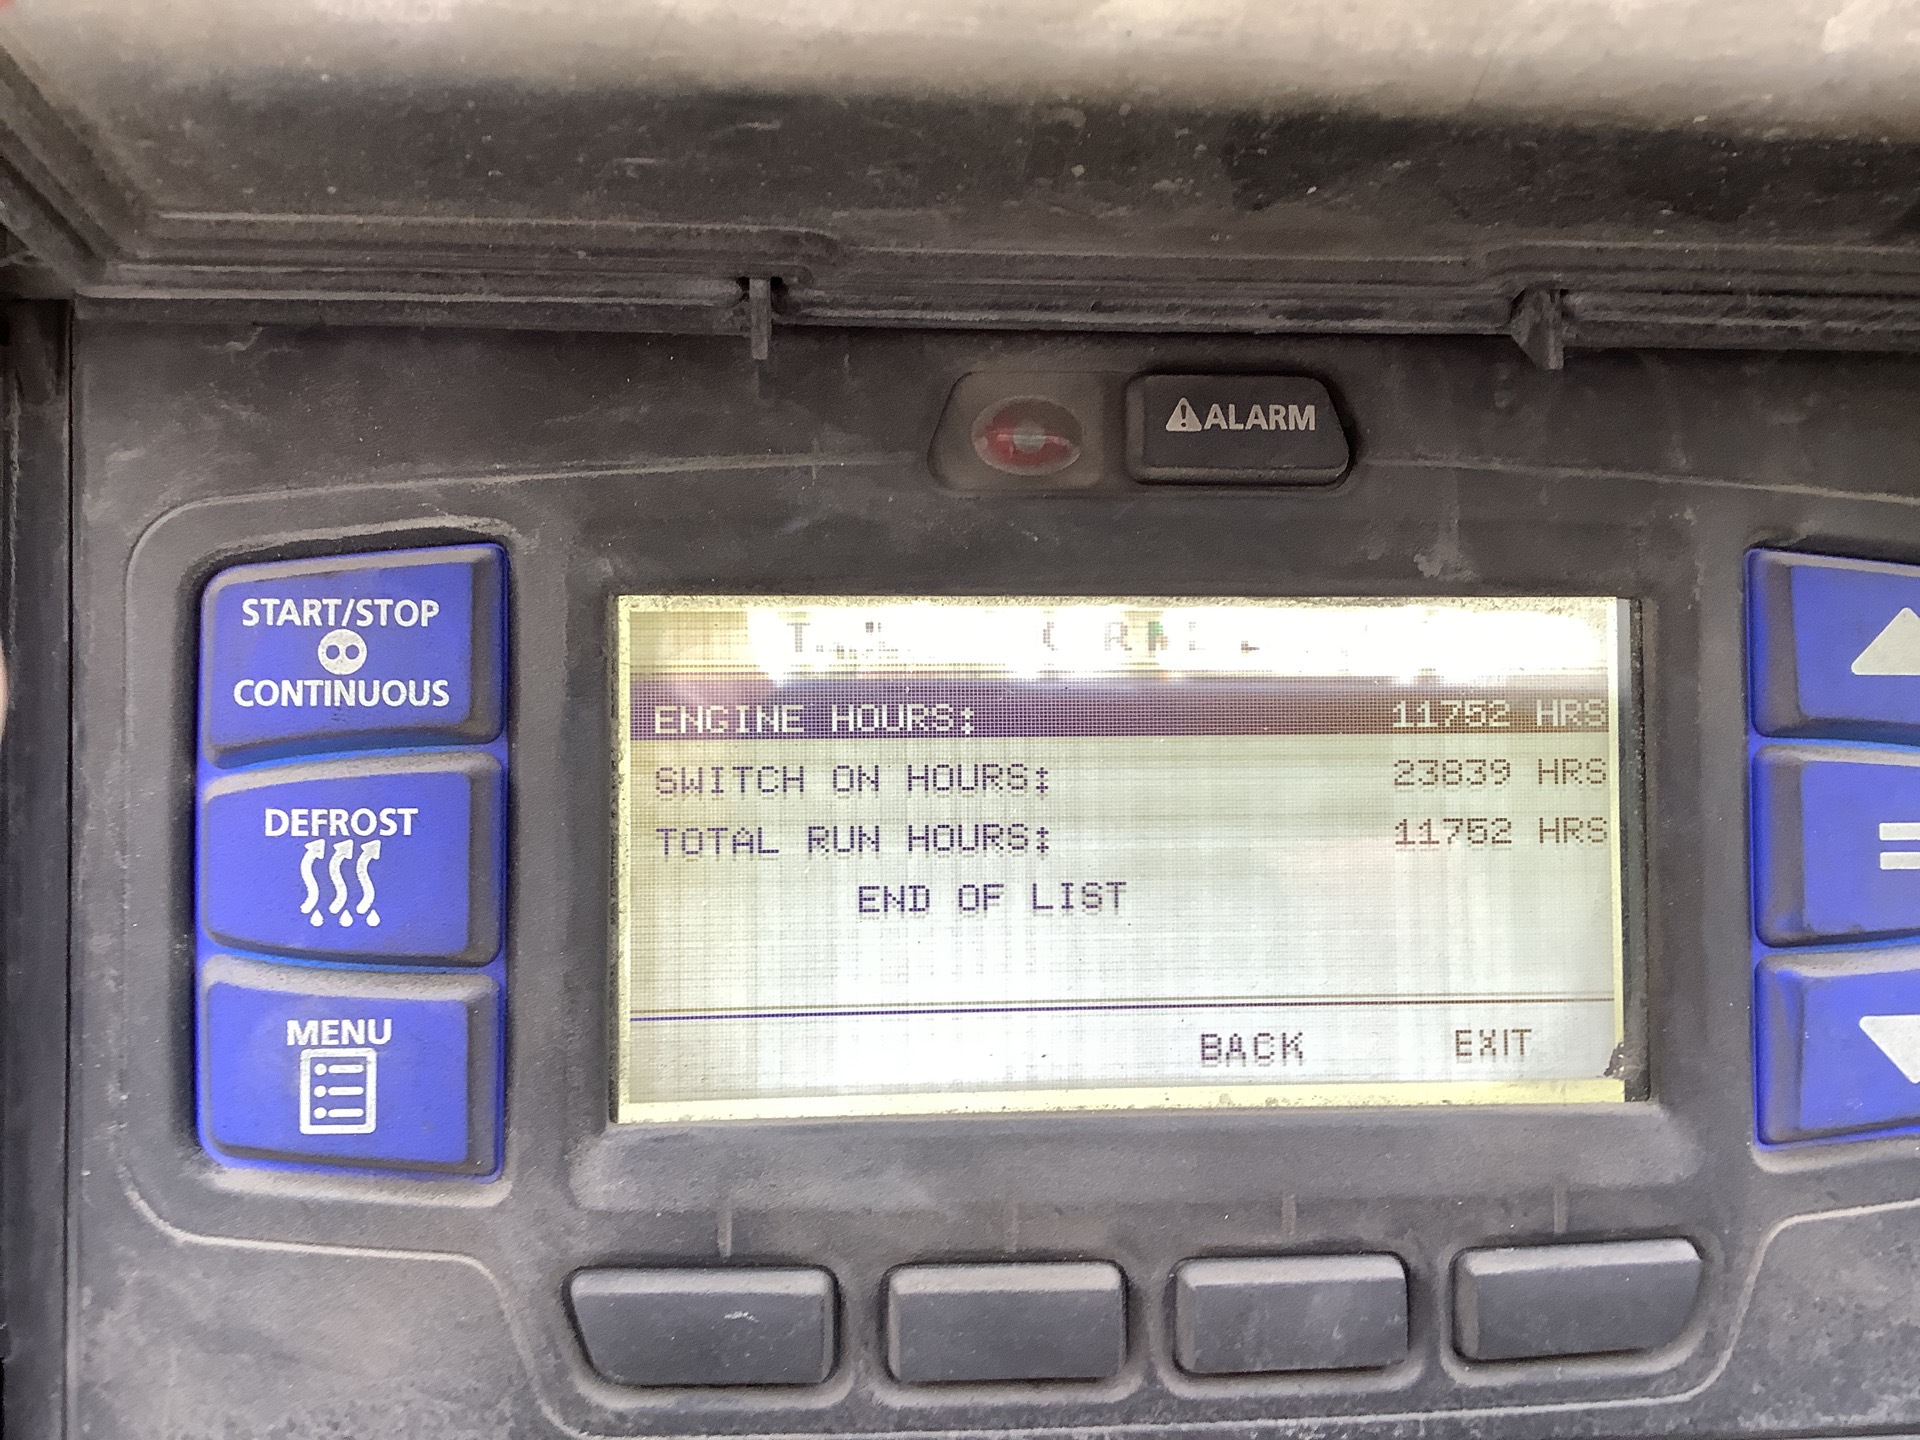 ALARM
START/STOP
CONTINUOUS
ENGINE HOURS: 11752 HRS
SWITCH ON HOURS: 23839 HRS
TOTAL RUN HOURS: 11752 HRS
END OF LIST
DEFROST
BACK EXIT
MENU